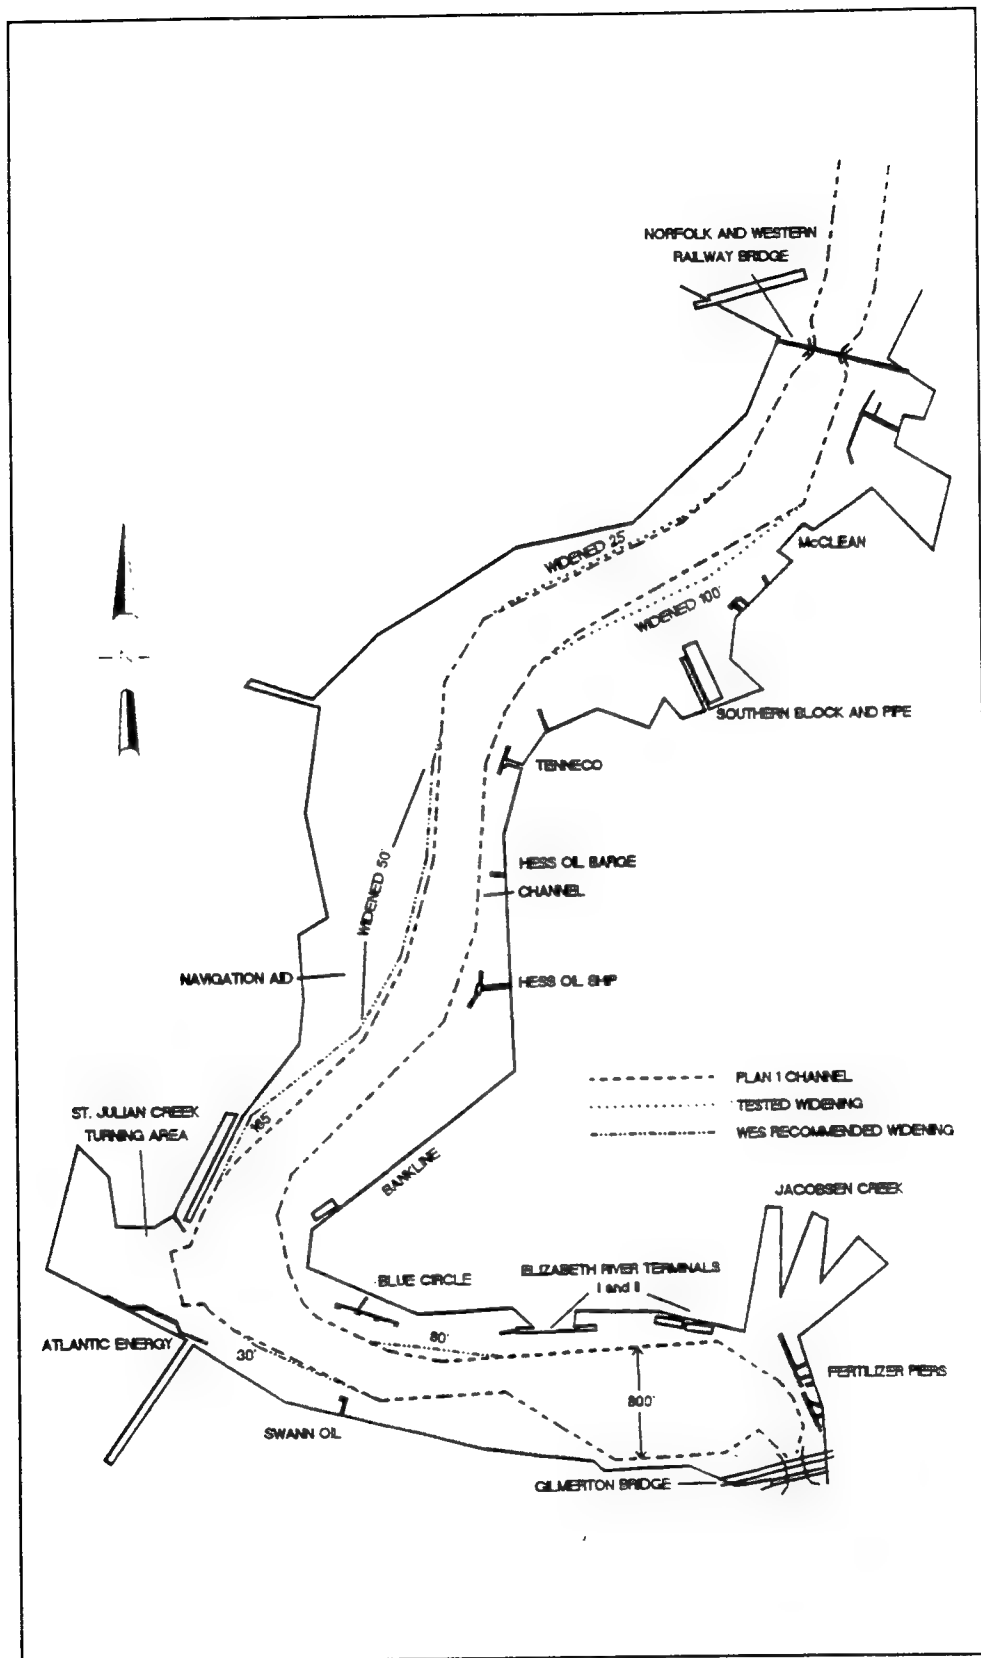 NORFOLK AND WESTERN
RAILWAY BRIDGE
WIDENED 25'
McCLEAN
WIDENED 100'
SOUTHERN BLOCK AND PIPE
TENNECO
HESS OIL BARGE
CHANNEL
WIDENED 50'
NAVIGATION AID
HESS OIL SHIP
PLAN 1 CHANNEL
TESTED WIDENING
WES RECOMMENDED WIDENING
ST. JULIAN CREEK
TURNING AREA
165'
BANKLINE
JACOBSEN CREEK
ELIZABETH RIVER TERMINALS
I and II
BLUE CIRCLE
80'
ATLANTIC ENERGY
30'
800'
FERTILIZER PIERS
SWANN OIL
GILMERTON BRIDGE